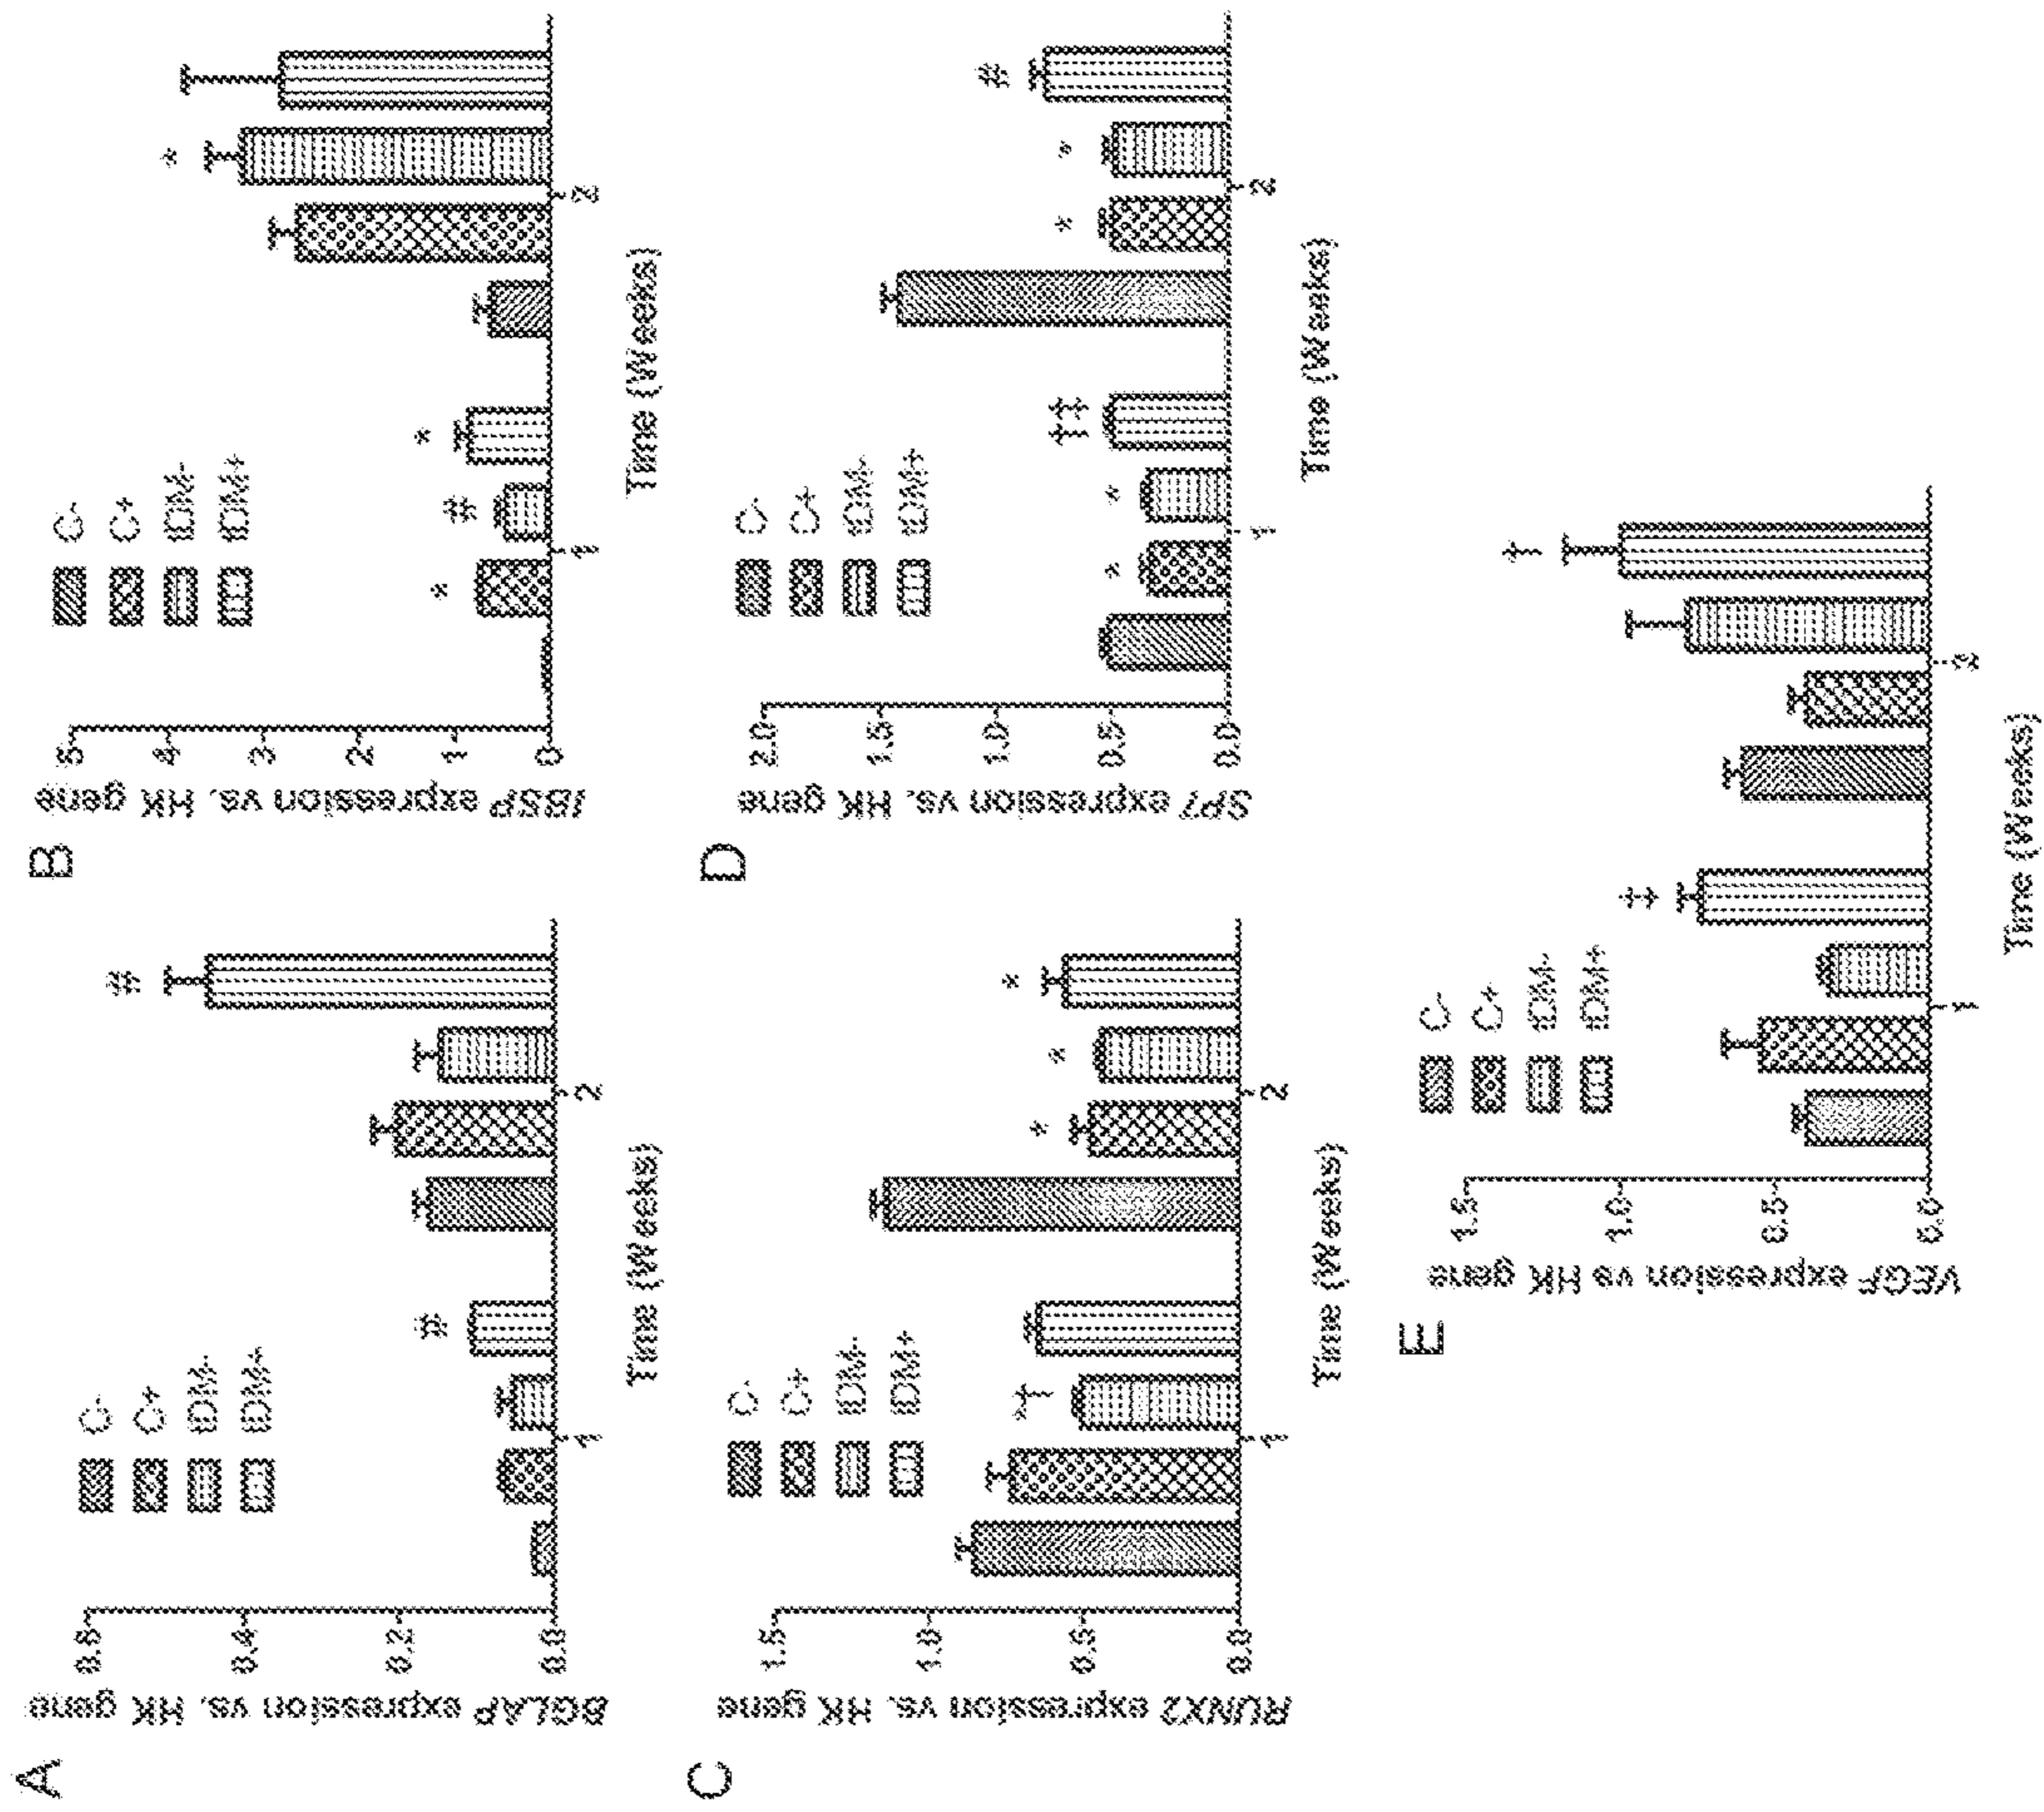 A
BGLAP expression vs. HK gene
0.6
0.4
0.2
0.0
C-
C+
tDM-
tDM+
#
#
1
2
Time (Weeks)
B
IBSP expression vs. HK gene
5
4
3
2
1
0
C-
C+
tDM-
tDM+
*
#
*
*
1
2
Time (Weeks)
C
RUNX2 expression vs. HK gene
1.5
1.0
0.5
0.0
C-
C+
tDM-
tDM+
*†
*
*
*
1
2
Time (Weeks)
D
SP7 expression vs. HK gene
2.0
1.5
1.0
0.5
0.0
C-
C+
tDM-
tDM+
*
*
†‡
*
*
#
1
2
Time (Weeks)
E
VEGF expression vs HK gene
1.5
1.0
0.5
0.0
C-
C+
tDM-
tDM+
‡
†
1
2
Time (Weeks)